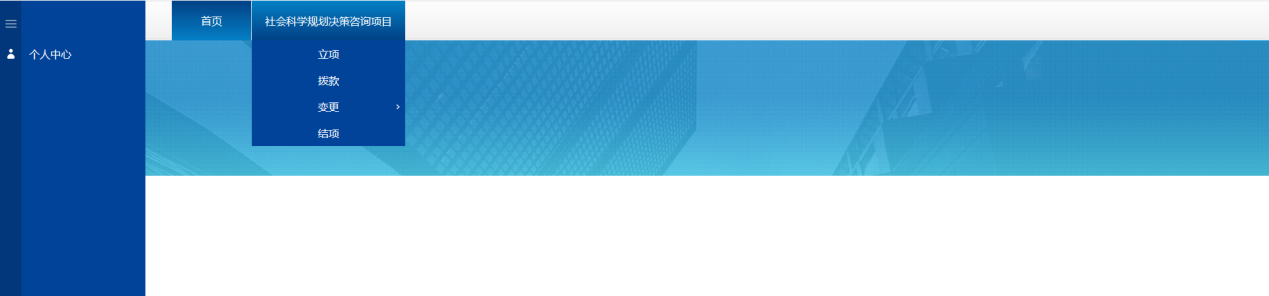 首页
社会科学规划决策咨询项目
个人中心
立项
拨款
变更
结项